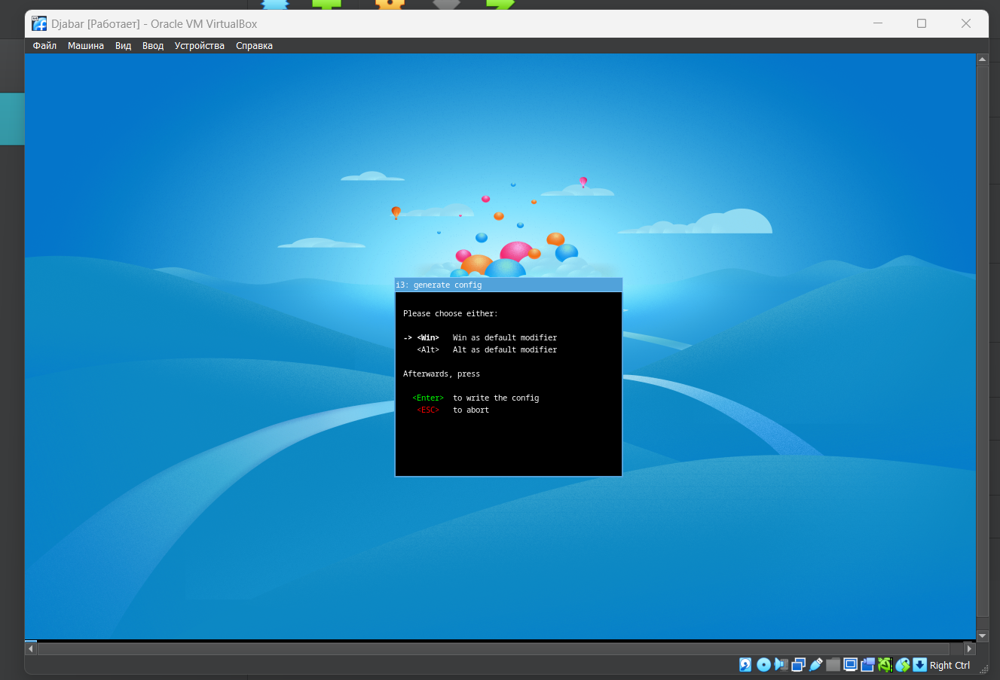 Djabar [Работает] - Oracle VM VirtualBox
Файл Машина Вид Ввод Устройства Справка
i3: generate config
Please choose either:
-> <Win> Win as default modifier
<Alt> Alt as default modifier
Afterwards, press
<Enter> to write the config
<ESC> to abort
Right Ctrl